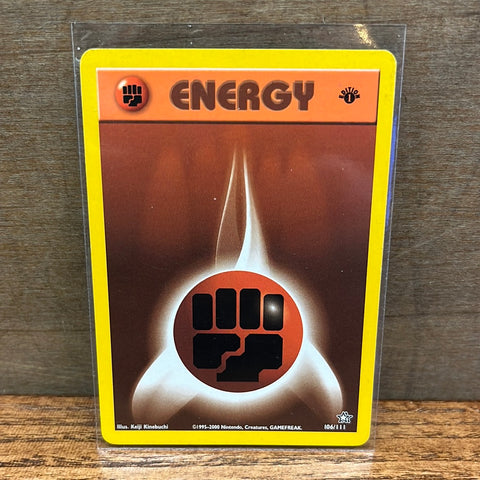 ENERGY
EDITION
1
Illus. Keiji Kinebuchi ©1995-2000 Nintendo, Creatures, GAMEFREAK. 106/111